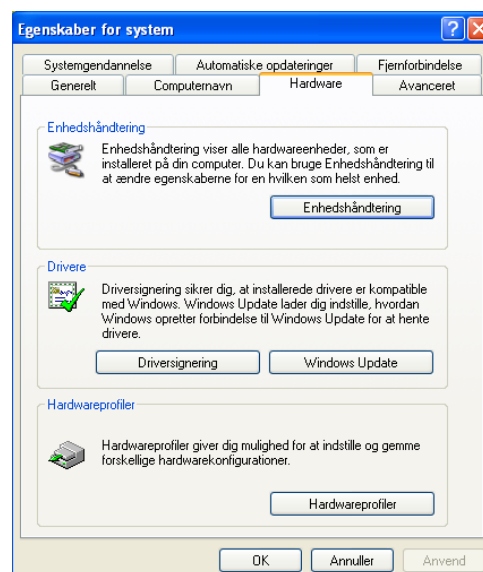 Egenskaber for system
Systemgendannelse Automatiske opdateringer Fjernforbindelse
Generelt Computernavn Hardware Avanceret
Enhedshåndtering
Enhedshåndtering viser alle hardwareenheder, som er
installeret på din computer. Du kan bruge Enhedshåndtering til
at ændre egenskaberne for en hvilken som helst enhed.
Enhedshåndtering
Drivere
Driversignering sikrer dig, at installerede drivere er kompatible
med Windows. Windows Update lader dig indstille, hvordan
Windows opretter forbindelse til Windows Update for at hente
drivere.
Driversignering Windows Update
Hardwareprofiler
Hardwareprofiler giver dig mulighed for at indstille og gemme
forskellige hardwarekonfigurationer.
Hardwareprofiler
OK Annuller Anvend